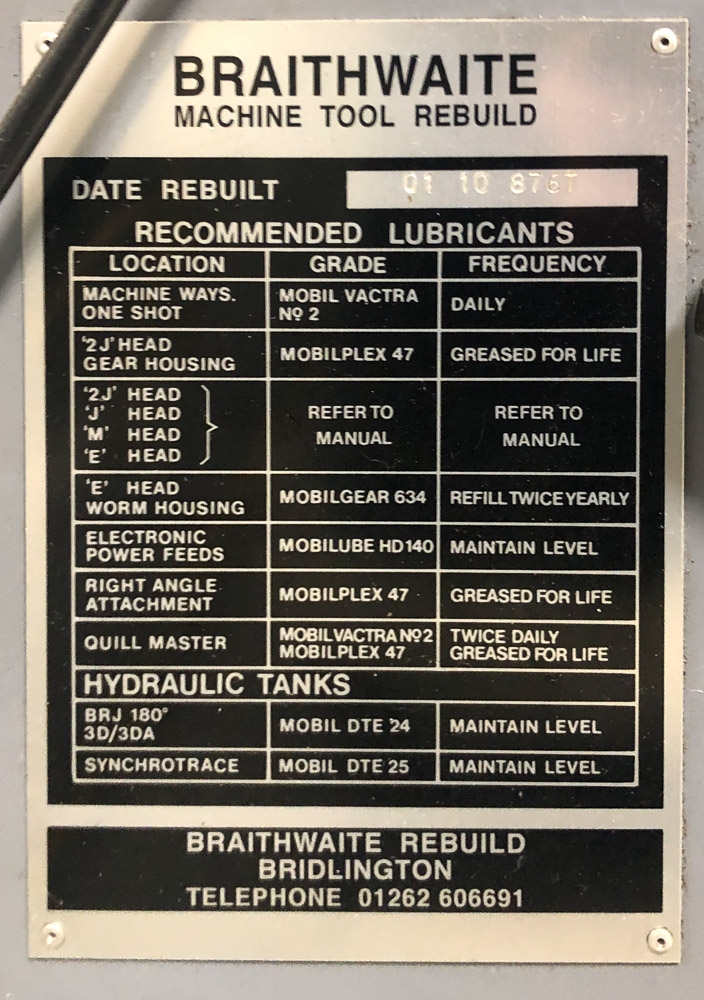 BRAITHWAITE
MACHINE TOOL REBUILD
DATE REBUILT 01 10 876T
RECOMMENDED LUBRICANTS
LOCATION GRADE FREQUENCY
MACHINE WAYS. MOBIL VACTRA DAILY
ONE SHOT Nº 2
'2J' HEAD MOBILPLEX 47 GREASED FOR LIFE
GEAR HOUSING
'2J' HEAD REFER TO REFER TO
'J' HEAD MANUAL MANUAL
'M' HEAD
'E' HEAD
'E' HEAD MOBILGEAR 634 REFILL TWICE YEARLY
WORM HOUSING
ELECTRONIC MOBILUBE HD140 MAINTAIN LEVEL
POWER FEEDS
RIGHT ANGLE MOBILPLEX 47 GREASED FOR LIFE
ATTACHMENT
QUILL MASTER MOBIL VACTRA Nº2 TWICE DAILY
MOBILPLEX 47 GREASED FOR LIFE
HYDRAULIC TANKS
BRJ 180° MOBIL DTE 24 MAINTAIN LEVEL
3D/3DA
SYNCHROTRACE MOBIL DTE 25 MAINTAIN LEVEL
BRAITHWAITE REBUILD
BRIDLINGTON
TELEPHONE 01262 606691